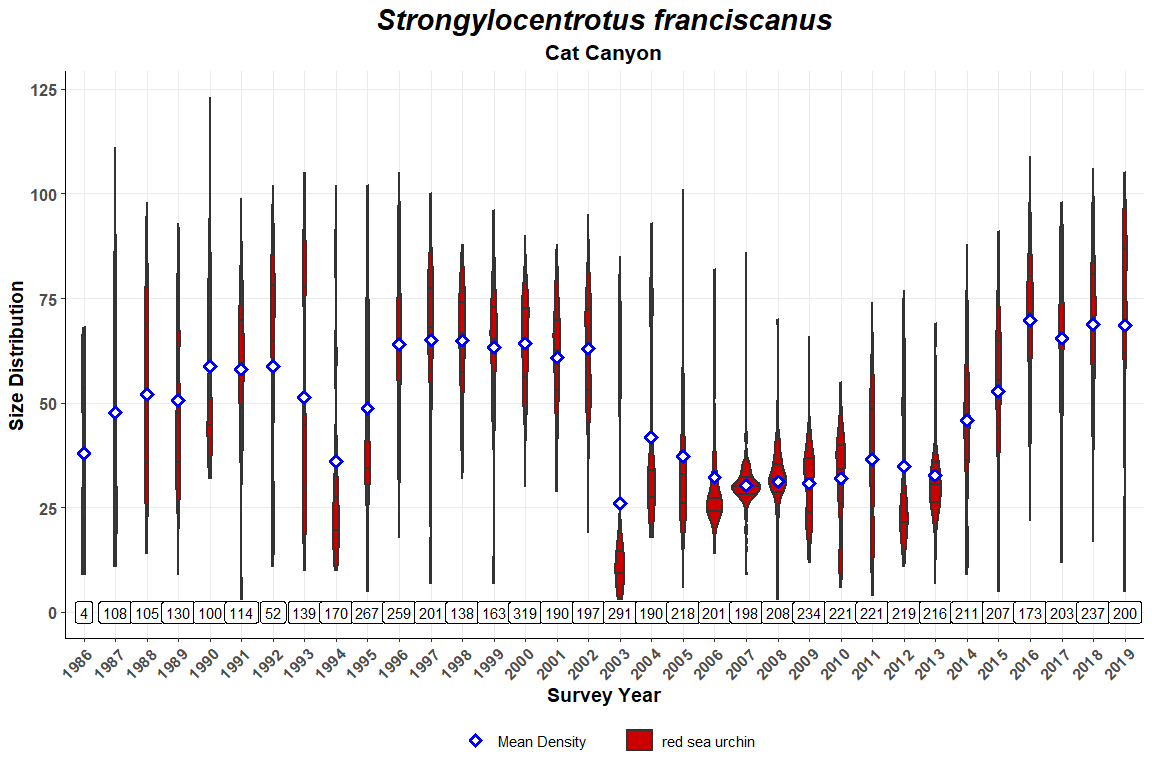 Strongylocentrotus franciscanus
Cat Canyon
Size Distribution
125
100
75
50
25
0
4 108 105 130 100 114 52 139 170 267 259 201 138 163 319 190 197 291 190 218 201 198 208 234 221 221 219 216 211 207 173 203 237 200
1986 1987 1988 1989 1990 1991 1992 1993 1994 1995 1996 1997 1998 1999 2000 2001 2002 2003 2004 2005 2006 2007 2008 2009 2010 2011 2012 2013 2014 2015 2016 2017 2018 2019
Survey Year
Mean Density red sea urchin